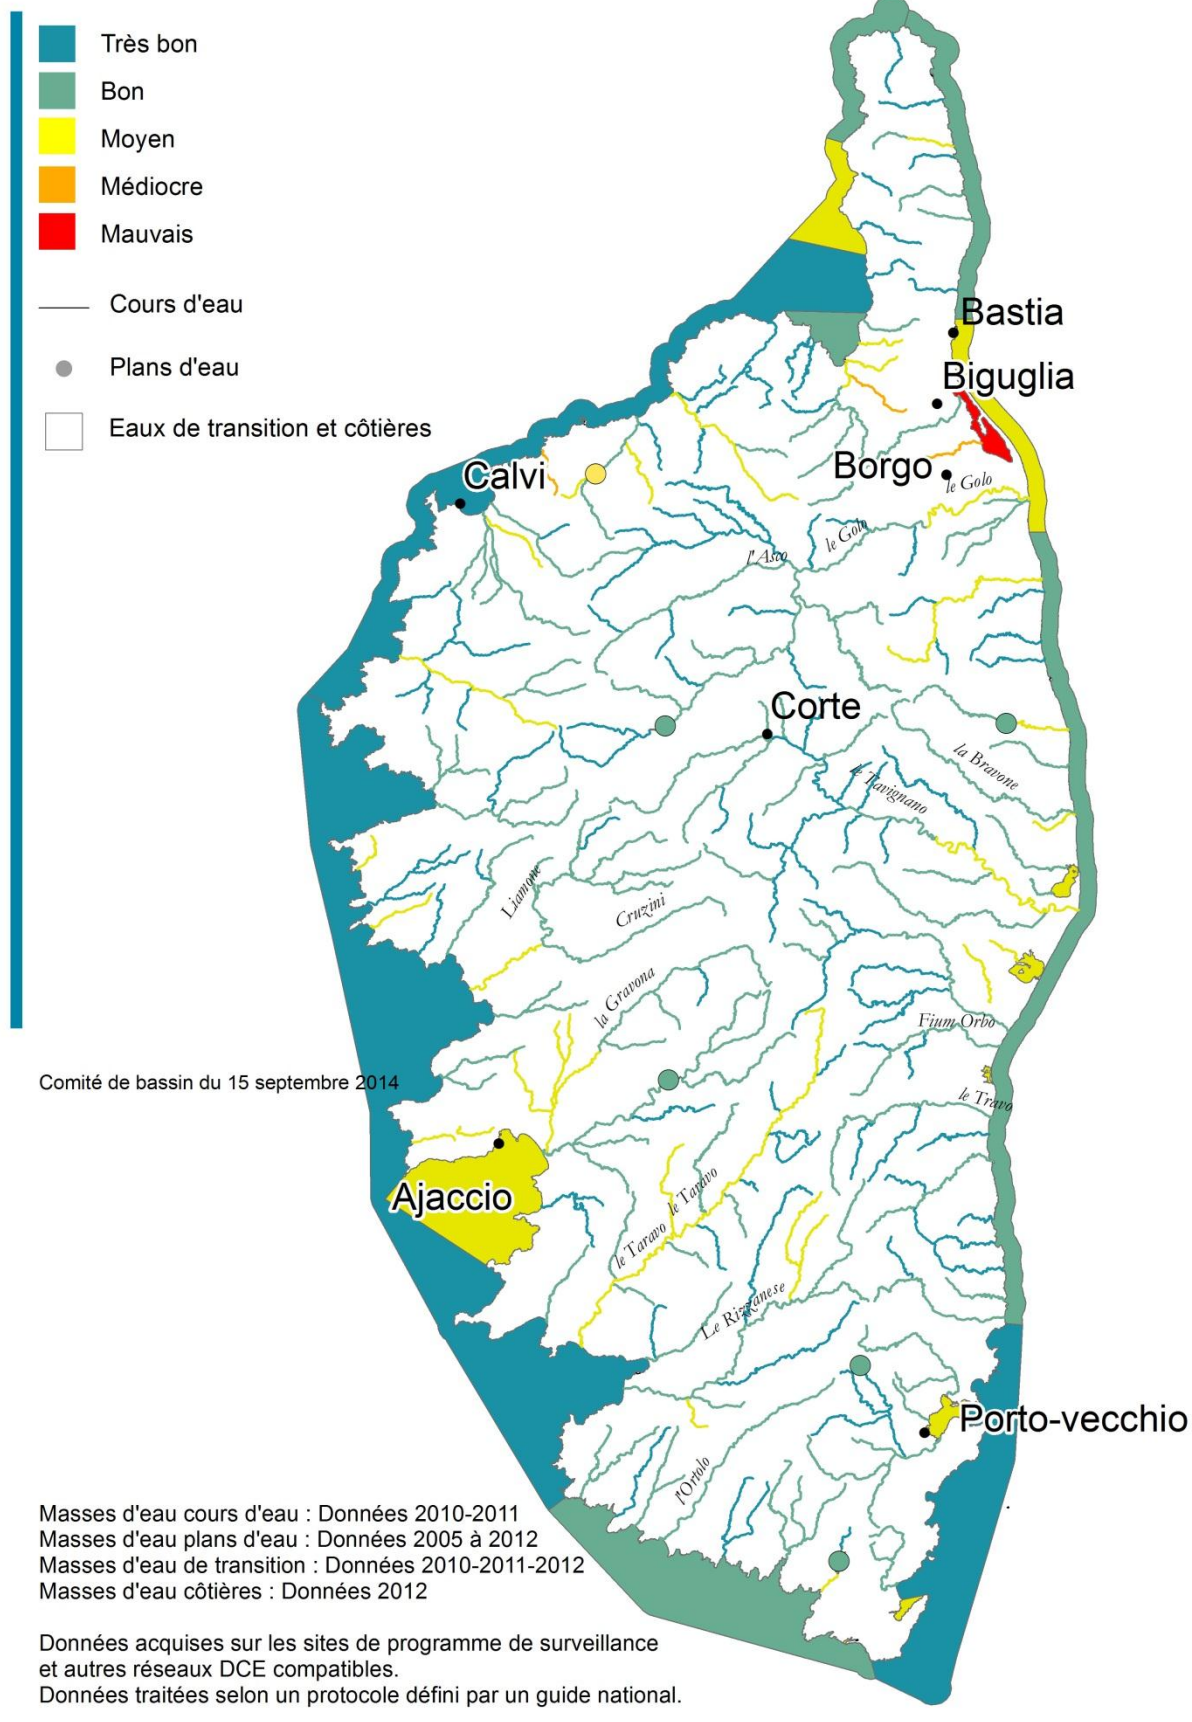 Très bon
Bon
Moyen
Médiocre
Mauvais
Cours d'eau
Plans d'eau
Eaux de transition et côtières
Bastia
Biguglia
Calvi
Borgo
le Golo
le Golo
l'Asco
Corte
la Bravone
le Tavignano
Liamone
Cruzini
la Gravona
Fium Orbo
Comité de bassin du 15 septembre 2014
le Travo
Ajaccio
le Taravo
le Taravo
Le Rizzanese
Porto-vecchio
l'Ortolo
Masses d'eau cours d'eau : Données 2010-2011
Masses d'eau plans d'eau : Données 2005 à 2012
Masses d'eau de transition : Données 2010-2011-2012
Masses d'eau côtières : Données 2012
Données acquises sur les sites de programme de surveillance
et autres réseaux DCE compatibles.
Données traitées selon un protocole défini par un guide national.